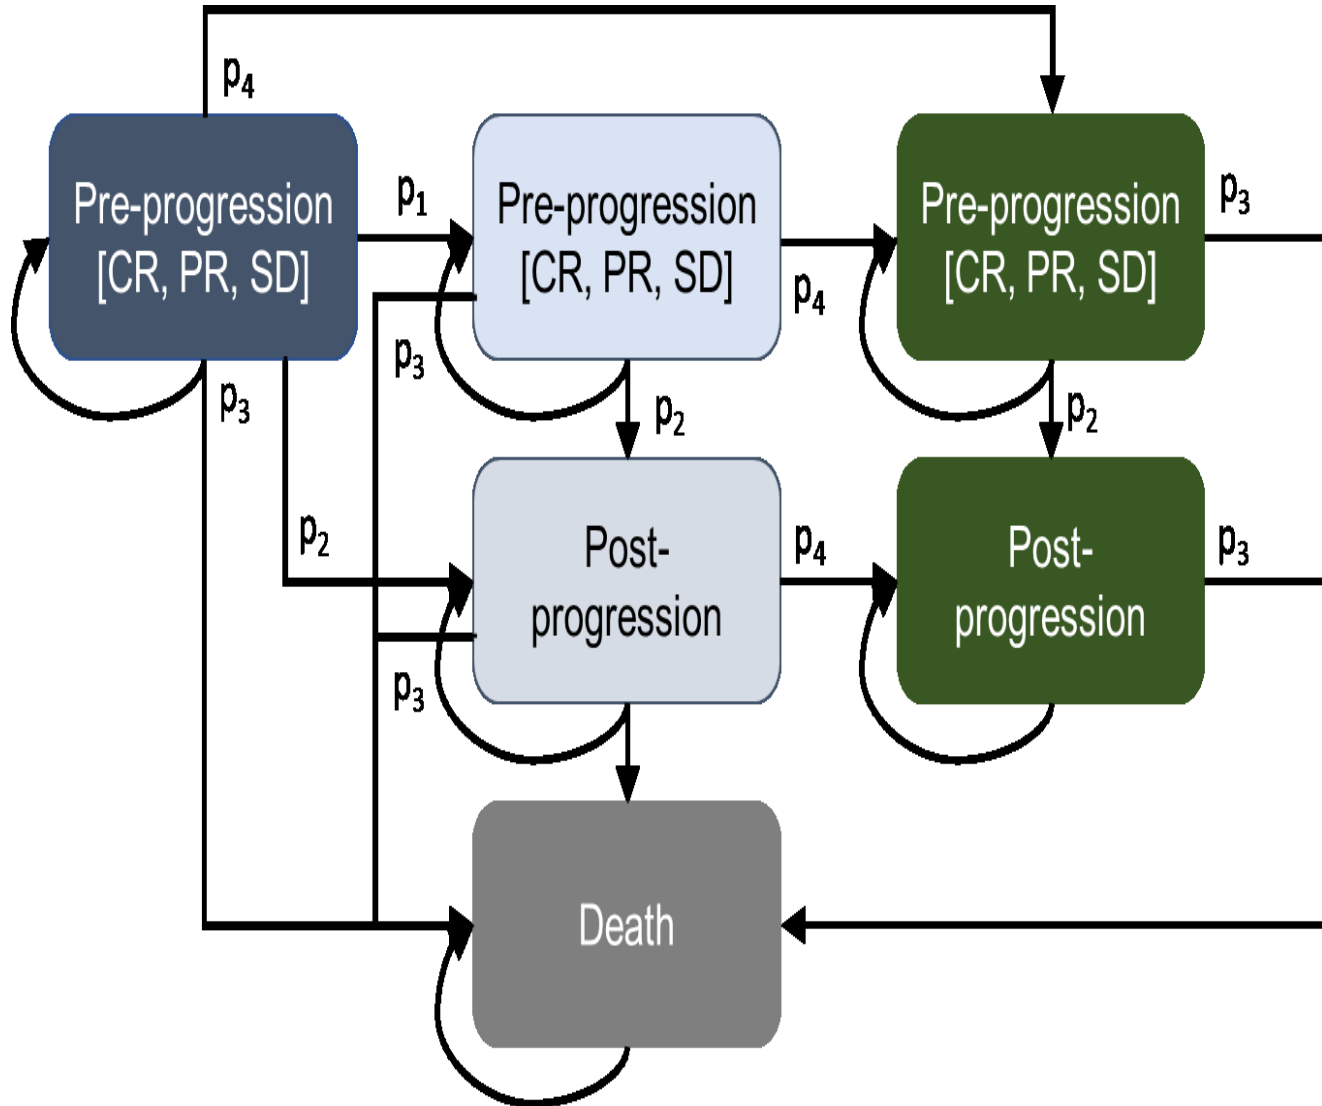 p4
Pre-progression
[CR, PR, SD]
p1
Pre-progression
[CR, PR, SD]
p4
Pre-progression
[CR, PR, SD]
p3
p3
p3
p2
p2
p2
Post-
progression
p4
Post-
progression
p3
p3
Death